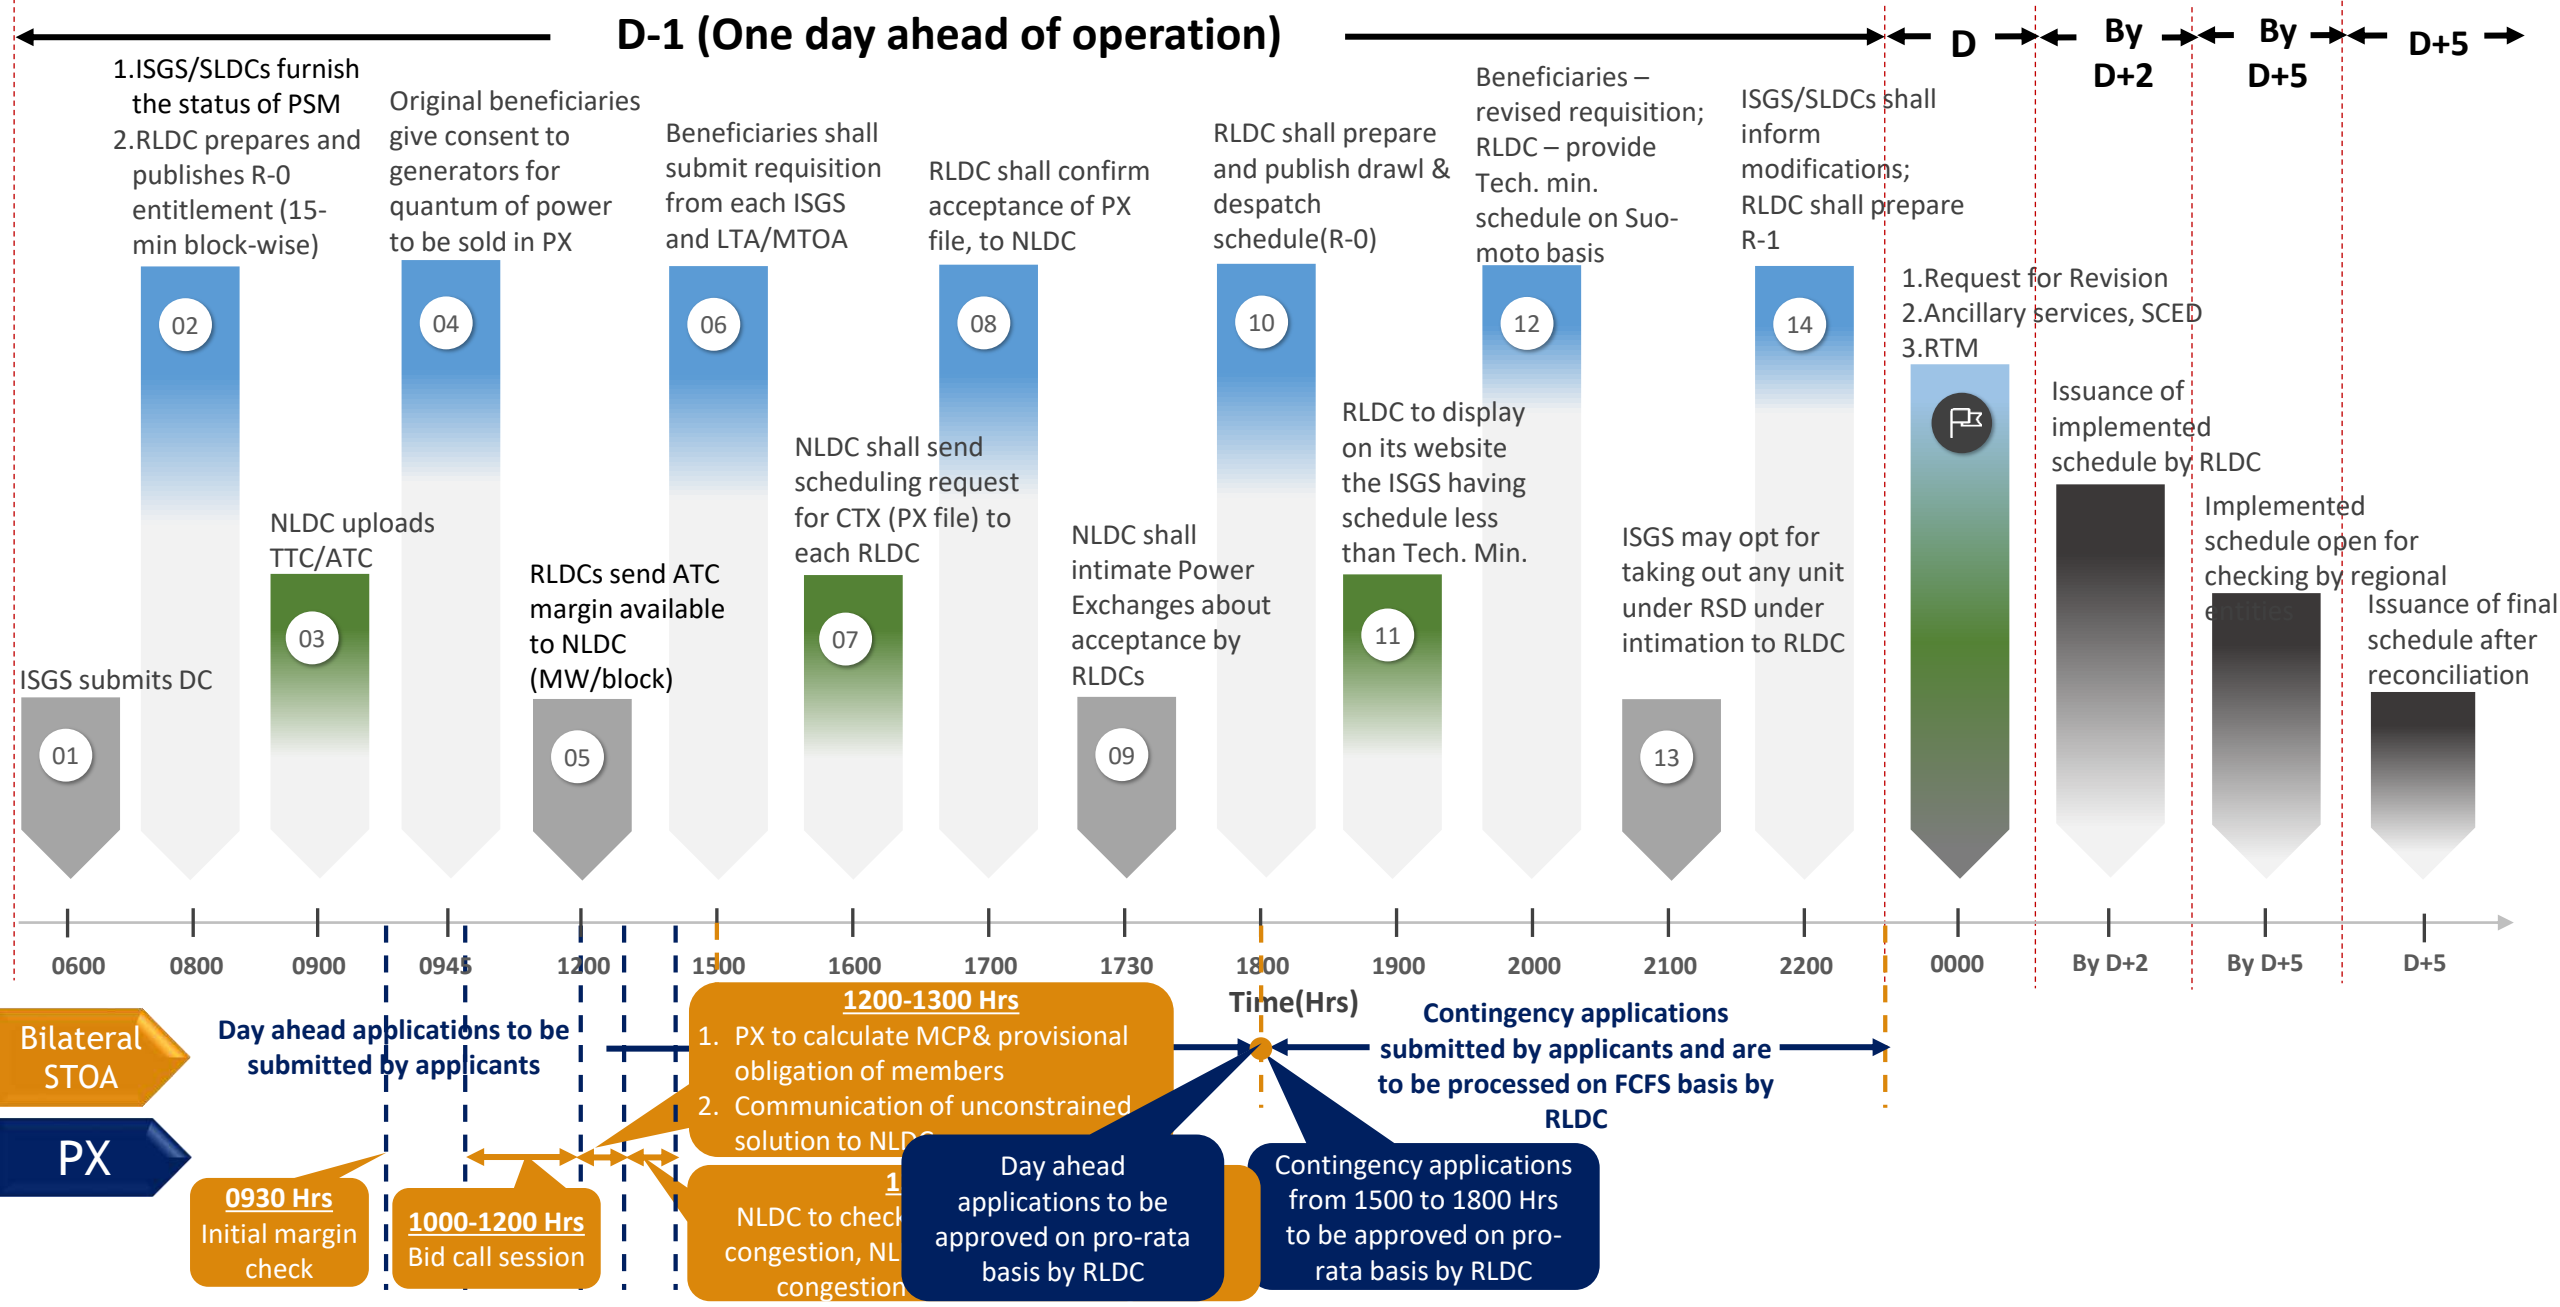 D-1 (One day ahead of operation)
D
By
D+2
By
D+5
D+5
1.ISGS/SLDCs furnish
the status of PSM
2.RLDC prepares and
publishes R-0
entitlement (15-
min block-wise)
Original beneficiaries
give consent to
generators for
quantum of power
to be sold in PX
Beneficiaries shall
submit requisition
from each ISGS
and LTA/MTOA
RLDC shall confirm
acceptance of PX
file, to NLDC
RLDC shall prepare
and publish drawl &
despatch
schedule(R-0)
Beneficiaries –
revised requisition;
RLDC – provide
Tech. min.
schedule on Suo-
moto basis
ISGS/SLDCs shall
inform
modifications;
RLDC shall prepare
R-1
1.Request for Revision
2.Ancillary services, SCED
3.RTM
02
04
06
08
10
12
14
ISGS submits DC
NLDC uploads
TTC/ATC
RLDCs send ATC
margin available
to NLDC
(MW/block)
NLDC shall send
scheduling request
for CTX (PX file) to
each RLDC
NLDC shall
intimate Power
Exchanges about
acceptance by
RLDCs
RLDC to display
on its website
the ISGS having
schedule less
than Tech. Min.
ISGS may opt for
taking out any unit
under RSD under
intimation to RLDC
Issuance of
implemented
schedule by RLDC
Implemented
schedule open for
checking by regional
entities
Issuance of final
schedule after
reconciliation
01
03
05
07
09
11
13
0600
0800
0900
0945
1200
1500
1600
1700
1730
1800
1900
2000
2100
2200
0000
By D+2
By D+5
D+5
Time(Hrs)
Bilateral
STOA
Day ahead applications to be
submitted by applicants
1200-1300 Hrs
1. PX to calculate MCP& provisional
obligation of members
2. Communication of unconstrained
solution to NLDC
Contingency applications
submitted by applicants and are
to be processed on FCFS basis by
RLDC
PX
0930 Hrs
Initial margin
check
1000-1200 Hrs
Bid call session
NLDC to check
congestion,
congestion
Day ahead
applications to be
approved on pro-rata
basis by RLDC
Contingency applications
from 1500 to 1800 Hrs
to be approved on pro-
rata basis by RLDC